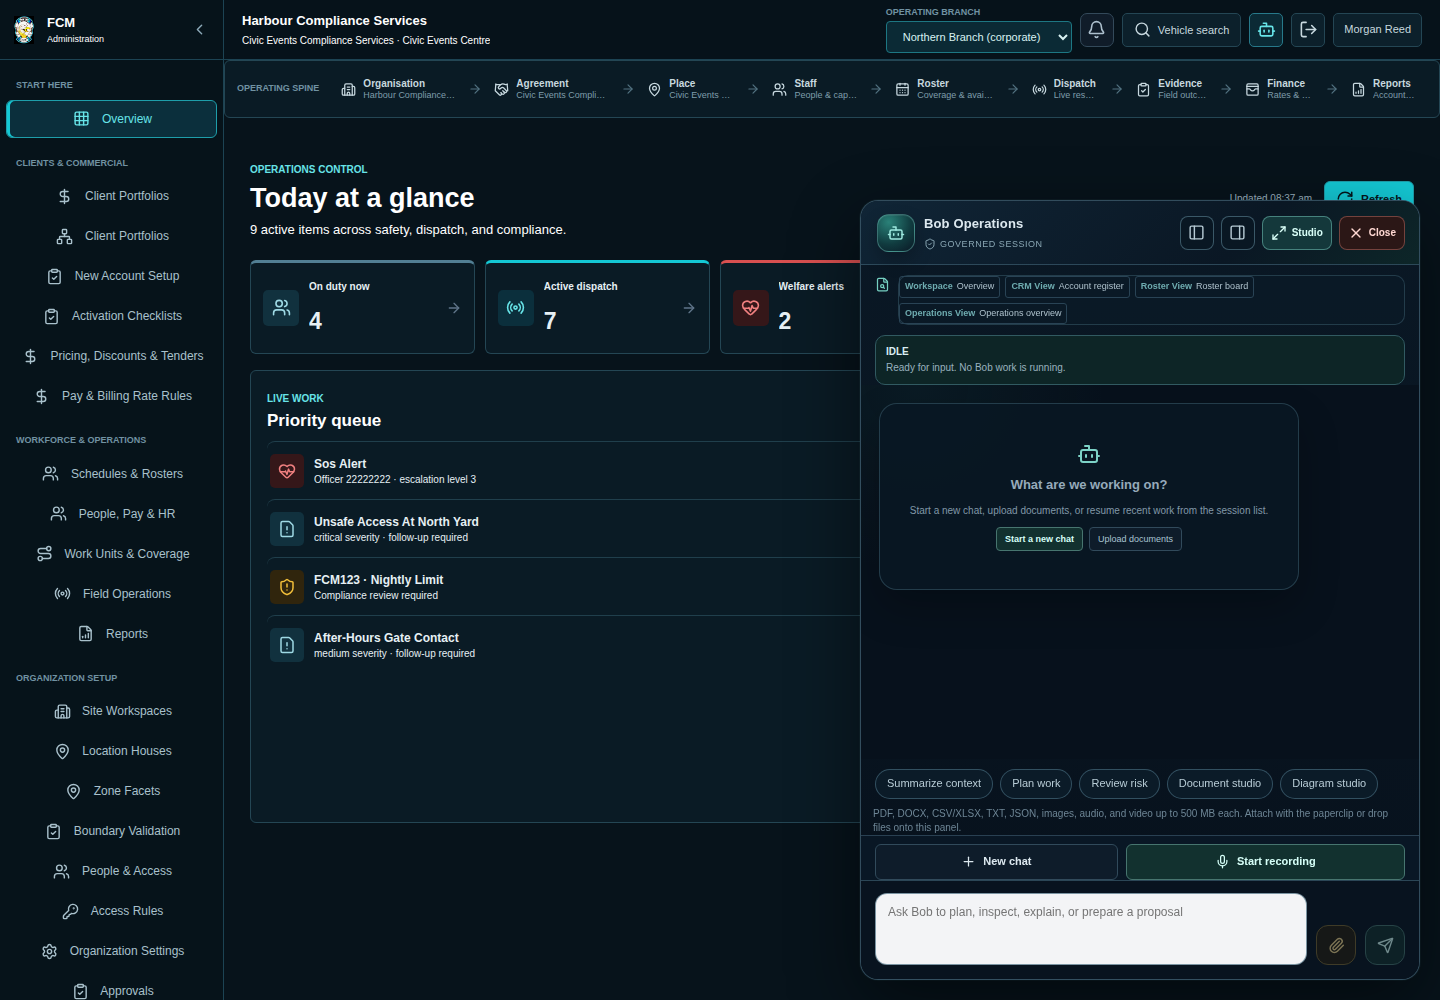 FCM
Administration
START HERE
Overview
CLIENTS & COMMERCIAL
Client Portfolios
Client Portfolios
New Account Setup
Activation Checklists
Pricing, Discounts & Tenders
Pay & Billing Rate Rules
WORKFORCE & OPERATIONS
Schedules & Rosters
People, Pay & HR
Work Units & Coverage
Field Operations
Reports
ORGANIZATION SETUP
Site Workspaces
Location Houses
Zone Facets
Boundary Validation
People & Access
Access Rules
Organization Settings
Approvals
Harbour Compliance Services
Civic Events Compliance Services · Civic Events Centre
OPERATING BRANCH
Northern Branch (corporate)
Vehicle search
Morgan Reed
OPERATING SPINE
Organisation
Harbour Compliance…
Agreement
Civic Events Compli…
Place
Civic Events …
Staff
People & cap…
Roster
Coverage & avai…
Dispatch
Live res…
Evidence
Field outc…
Finance
Rates & …
Reports
Account…
OPERATIONS CONTROL
Today at a glance
9 active items across safety, dispatch, and compliance.
Updated 08:37 am
Refresh
On duty now
4
Active dispatch
7
Welfare alerts
2
LIVE WORK
Priority queue
Sos Alert
Officer 22222222 · escalation level 3
Unsafe Access At North Yard
critical severity · follow-up required
FCM123 · Nightly Limit
Compliance review required
After-Hours Gate Contact
medium severity · follow-up required
Bob Operations
GOVERNED SESSION
Studio
Close
Workspace Overview
CRM View Account register
Roster View Roster board
Operations View Operations overview
IDLE
Ready for input. No Bob work is running.
What are we working on?
Start a new chat, upload documents, or resume recent work from the session list.
Start a new chat
Upload documents
Summarize context
Plan work
Review risk
Document studio
Diagram studio
PDF, DOCX, CSV/XLSX, TXT, JSON, images, audio, and video up to 500 MB each. Attach with the paperclip or drop
files onto this panel.
New chat
Start recording
Ask Bob to plan, inspect, explain, or prepare a proposal